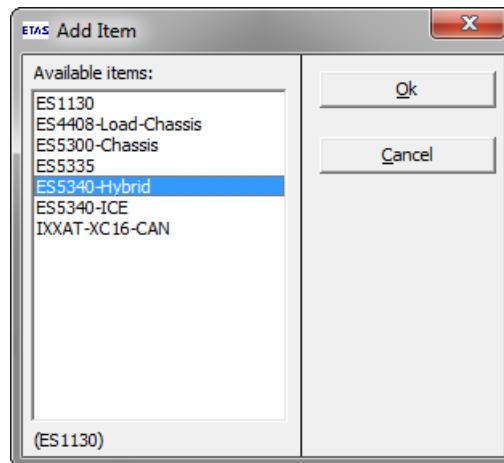 ETAS Add Item
X
Available items:
ES1130
ES4408-Load-Chassis
ES5300-Chassis
ES5335
ES5340-Hybrid
ES5340-ICE
IXXAT-XC16-CAN
(ES1130)
Ok
Cancel